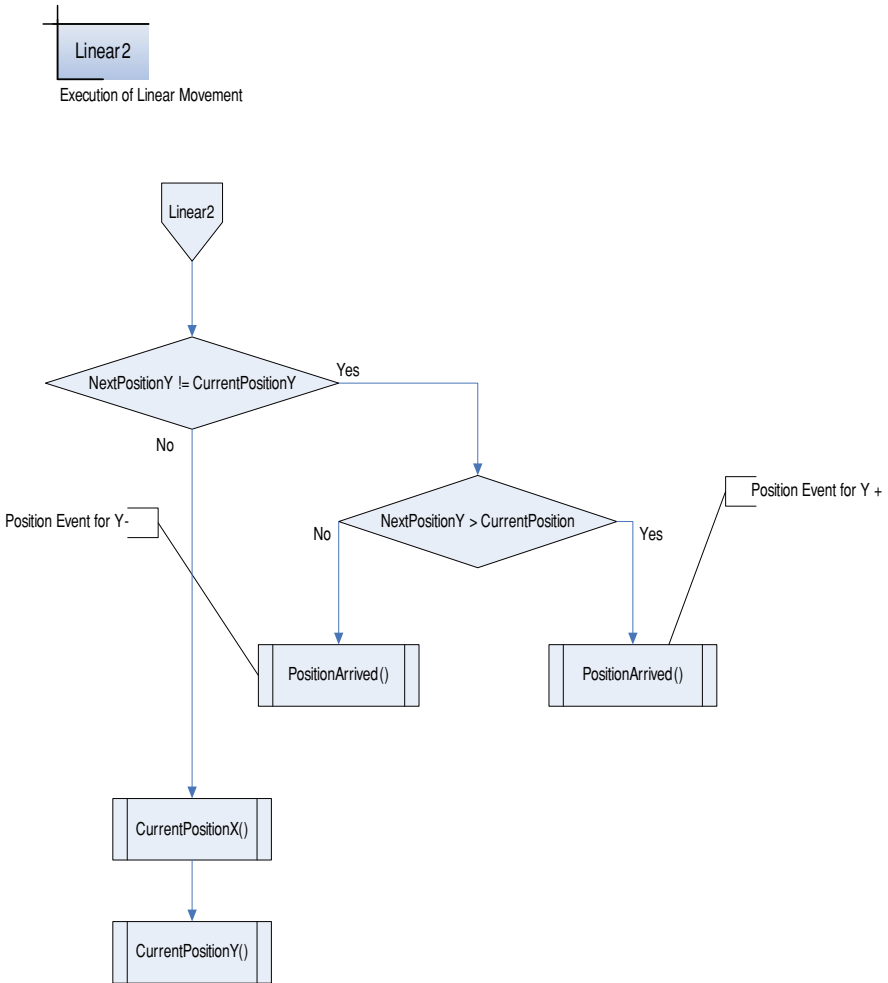 Linear2
Execution of Linear Movement
Linear2
NextPositionY != CurrentPositionY
Yes
No
Position Event for Y +
Position Event for Y-
NextPositionY > CurrentPosition
No
Yes
PositionArrived()
PositionArrived()
CurrentPositionX()
CurrentPositionY()